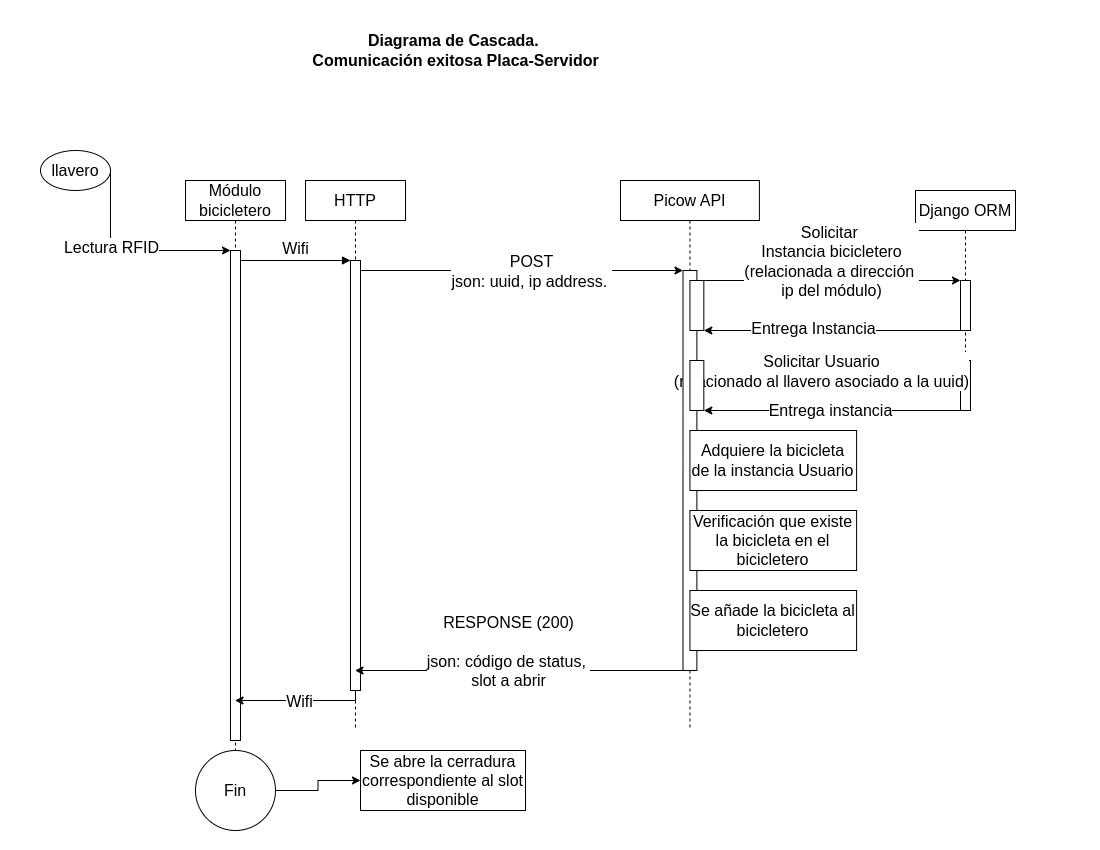 Diagrama de Cascada.
Comunicación exitosa Placa-Servidor
llavero
Módulo
bicicletero
HTTP
Picow API
Django ORM
Lectura RFID
Wifi
POST
json: uuid, ip address.
Solicitar
Instancia bicicletero
(relacionada a dirección
ip del módulo)
Entrega Instancia
Solicitar Usuario
cionado al llavero asociado a la uuid)
Entrega instancia
Adquiere la bicicleta
de la instancia Usuario
Verificación que existe
la bicicleta en el
bicicletero
Se añade la bicicleta al
bicicletero
RESPONSE (200)
json: código de status,
slot a abrir
Wifi
Fin
Se abre la cerradura
correspondiente al slot
disponible